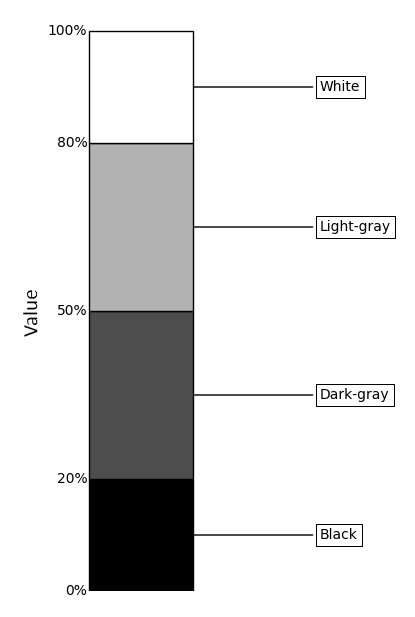 100%
White
80%
Light-gray
Value
50%
Dark-gray
20%
Black
0%